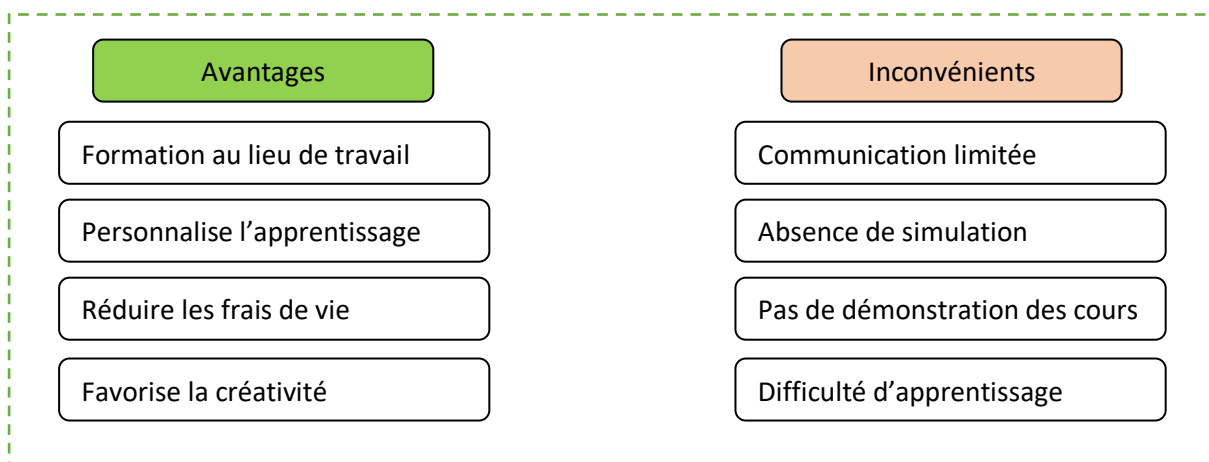 Avantages
Formation au lieu de travail
Personnalise l’apprentissage
Réduire les frais de vie
Favorise la créativité
Inconvénients
Communication limitée
Absence de simulation
Pas de démonstration des cours
Difficulté d’apprentissage